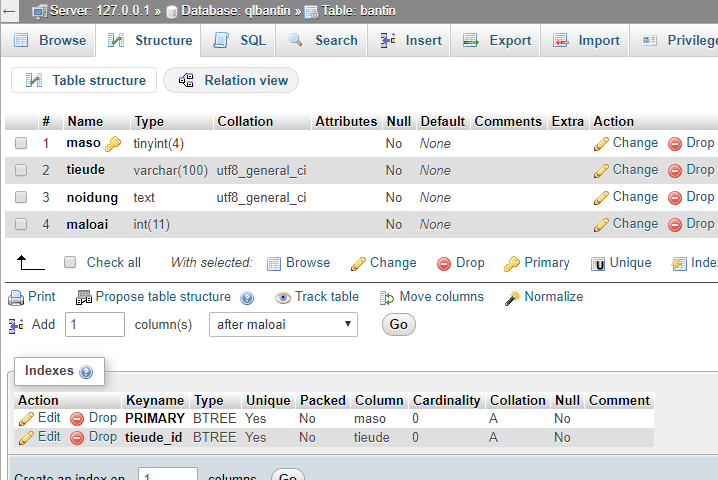 Server: 127.0.0.1 » Database: qlbantin » Table: bantin
Browse Structure SQL Search Insert Export Import Privilege
Table structure Relation view
# Name Type Collation Attributes Null Default Comments Extra Action
1 maso tinyint(4) No None Change Drop
2 tieude varchar(100) utf8_general_ci No None Change Drop
3 noidung text utf8_general_ci No None Change Drop
4 maloai int(11) No None Change Drop
Check all With selected: Browse Change Drop Primary Unique Index
Print Propose table structure Track table Move columns Normalize
Add 1 column(s) after maloai Go
Indexes
Action Keyname Type Unique Packed Column Cardinality Collation Null Comment
Edit Drop PRIMARY BTREE Yes No maso 0 A No
Edit Drop tieude_id BTREE Yes No tieude 0 A No
Create an index on 1 columns Go